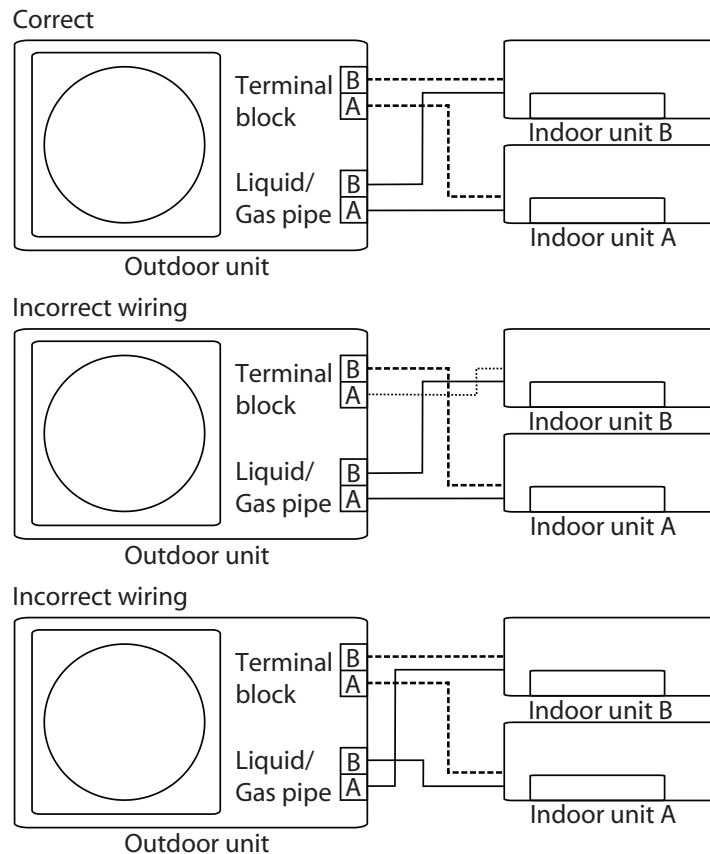 Correct
Terminal
block
B
A
Liquid/
Gas pipe
B
A
Outdoor unit
Indoor unit B
Indoor unit A
Incorrect wiring
Terminal
block
B
A
Liquid/
Gas pipe
B
A
Outdoor unit
Indoor unit B
Indoor unit A
Incorrect wiring
Terminal
block
B
A
Liquid/
Gas pipe
B
A
Outdoor unit
Indoor unit B
Indoor unit A